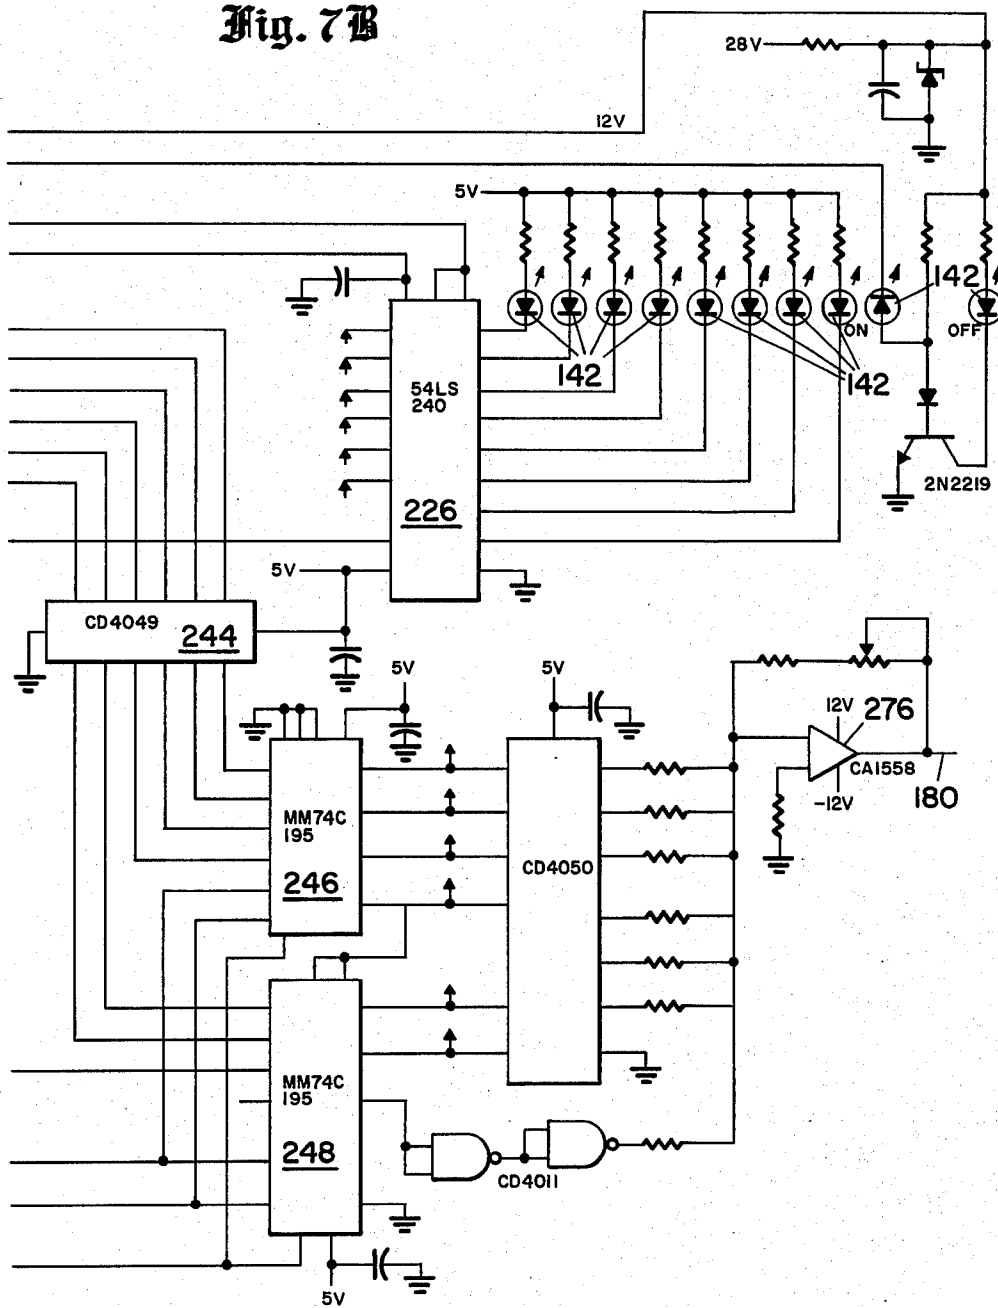 Fig. 7B
28V
12V
5V
142
ON
OFF
142
142
54LS
240
2N2219
226
5V
CD4049
244
5V
5V
12V
276
CA1558
-12V
180
MM74C
195
CD4050
246
MM74C
195
248
CD4011
5V